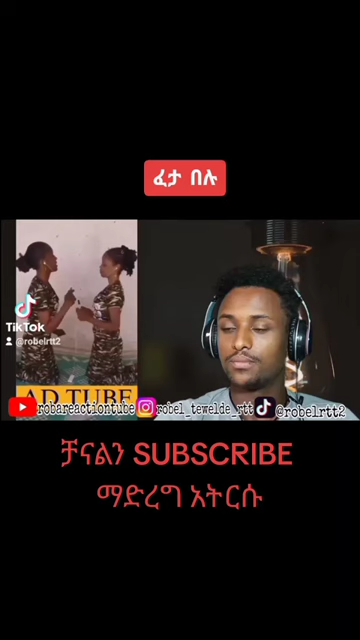 ፈታ በሉ
TikTok
@robelrtt2
AD TUBE
robareactiontube robel_tewelde_rtt @robelrtt2
ቻናልን SUBSCRIBE
ማድረግ አትርሱ